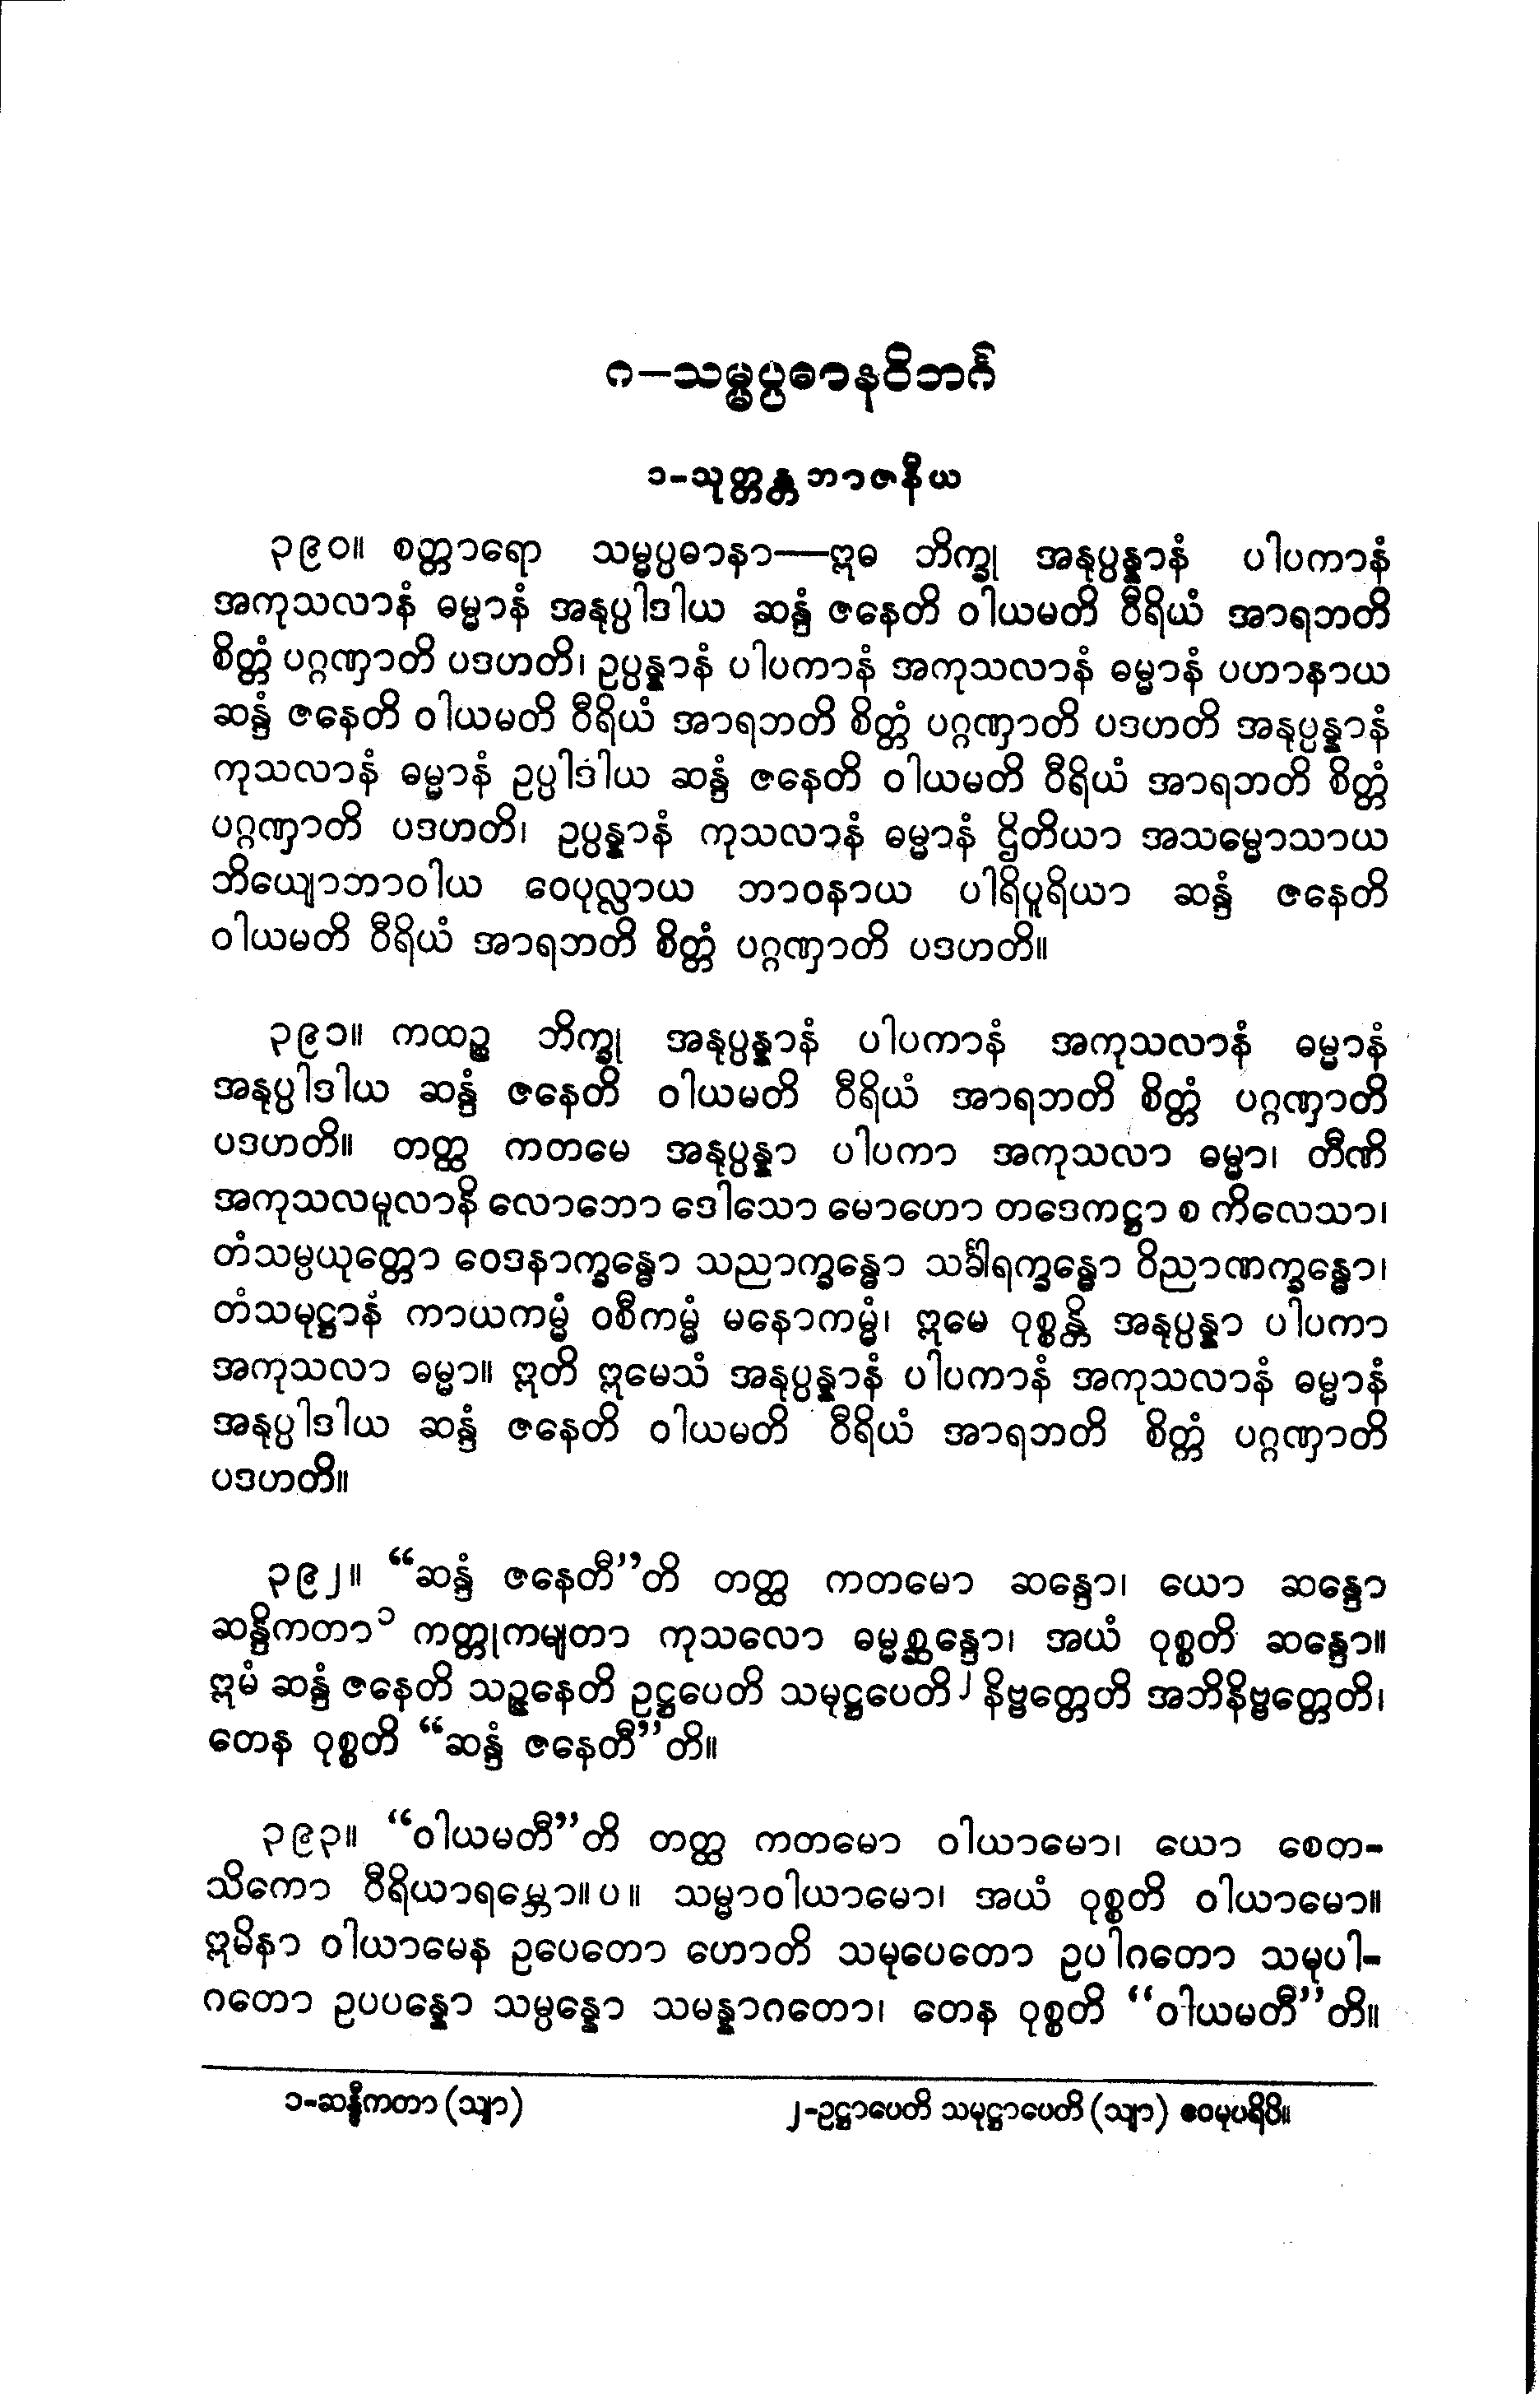 ဂ—သမ္မပ္ပဓာနဝိဘင်္ဂ
၁-သုတ္တန္တဘာဇနီယ
၃၉၀။ စတ္တာရော သမ္မပ္ပဓာနာ—ဣဓ ဘိက္ခု အနုပ္ပန္နာနံ ပါပကာနံ
အကုသလာနံ ဓမ္မာနံ အနုပ္ပါဒါယ ဆန္ဒံ ဇနေတိ ဝါယမတိ ဝီရိယံ အာရဘတိ
စိတ္တံ ပဂ္ဂဏှာတိ ပဒဟတိ၊ ဥပ္ပန္နာနံ ပါပကာနံ အကုသလာနံ ဓမ္မာနံ ပဟာနာယ
ဆန္ဒံ ဇနေတိ ဝါယမတိ ဝီရိယံ အာရဘတိ စိတ္တံ ပဂ္ဂဏှာတိ ပဒဟတိ အနုပ္ပန္နာနံ
ကုသလာနံ ဓမ္မာနံ ဥပ္ပါဒါယ ဆန္ဒံ ဇနေတိ ဝါယမတိ ဝီရိယံ အာရဘတိ စိတ္တံ
ပဂ္ဂဏှာတိ ပဒဟတိ၊ ဥပ္ပန္နာနံ ကုသလာနံ ဓမ္မာနံ ဌိတိယာ အသမ္မောသာယ
ဘိယျောဘာဝါယ ဝေပုလ္လာယ ဘာဝနာယ ပါရိပူရိယာ ဆန္ဒံ ဇနေတိ
ဝါယမတိ ဝီရိယံ အာရဘတိ စိတ္တံ ပဂ္ဂဏှာတိ ပဒဟတိ။
၃၉၁။ ကထဉ္စ ဘိက္ခု အနုပ္ပန္နာနံ ပါပကာနံ အကုသလာနံ ဓမ္မာနံ
အနုပ္ပါဒါယ ဆန္ဒံ ဇနေတိ ဝါယမတိ ဝီရိယံ အာရဘတိ စိတ္တံ ပဂ္ဂဏှာတိ
ပဒဟတိ။ တတ္ထ ကတမေ အနုပ္ပန္နာ ပါပကာ အကုသလာ ဓမ္မာ၊ တီဏိ
အကုသလမူလာနိ လောဘော ဒေါသော မောဟော တဒေကဋ္ဌာ စ ကိလေသာ၊
တံသမ္ပယုတ္တော ဝေဒနာက္ခန္ဓော သညာက္ခန္ဓော သင်္ခါရက္ခန္ဓော ဝိညာဏက္ခန္ဓော၊
တံသမုဋ္ဌာနံ ကာယကမ္မံ ဝစီကမ္မံ မနောကမ္မံ၊ ဣမေ ဝုစ္စန္တိ အနုပ္ပန္နာ ပါပကာ
အကုသလာ ဓမ္မာ။ ဣတိ ဣမေသံ အနုပ္ပန္နာနံ ပါပကာနံ အကုသလာနံ ဓမ္မာနံ
အနုပ္ပါဒါယ ဆန္ဒံ ဇနေတိ ဝါယမတိ ဝီရိယံ အာရဘတိ စိတ္တံ ပဂ္ဂဏှာတိ
ပဒဟတိ။
၃၉၂။ “ဆန္ဒံ ဇနေတီ”တိ တတ္ထ ကတမော ဆန္ဒော၊ ယော ဆန္ဒော
ဆန္ဒိကတာ၁ ကတ္တုကမျတာ ကုသလော ဓမ္မစ္ဆန္ဒော၊ အယံ ဝုစ္စတိ ဆန္ဒော။
ဣမံ ဆန္ဒံ ဇနေတိ သဉ္ဇနေတိ ဥဋ္ဌပေတိ သမုဋ္ဌပေတိ၂ နိဗ္ဗတ္တေတိ အဘိနိဗ္ဗတ္တေတိ၊
တေန ဝုစ္စတိ “ဆန္ဒံ ဇနေတီ”တိ။
၃၉၃။ “ဝါယမတီ”တိ တတ္ထ ကတမော ဝါယာမော၊ ယော စေတ-
သိကော ဝီရိယာရမ္ဘော။ ပ။ သမ္မာဝါယာမော၊ အယံ ဝုစ္စတိ ဝါယာမော။
ဣမိနာ ဝါယာမေန ဥပေတော ဟောတိ သမုပေတော ဥပါဂတော သမုပါ-
ဂတော ဥပပန္နော သမ္ပန္နော သမန္နာဂတော၊ တေန ဝုစ္စတိ “ဝါယမတီ”တိ။
၁-ဆန္ဒီကတာ (သျာ)
၂-ဥဋ္ဌာပေတိ သမုဋ္ဌာပေတိ (သျာ) ဧဝမုပရိပိ။